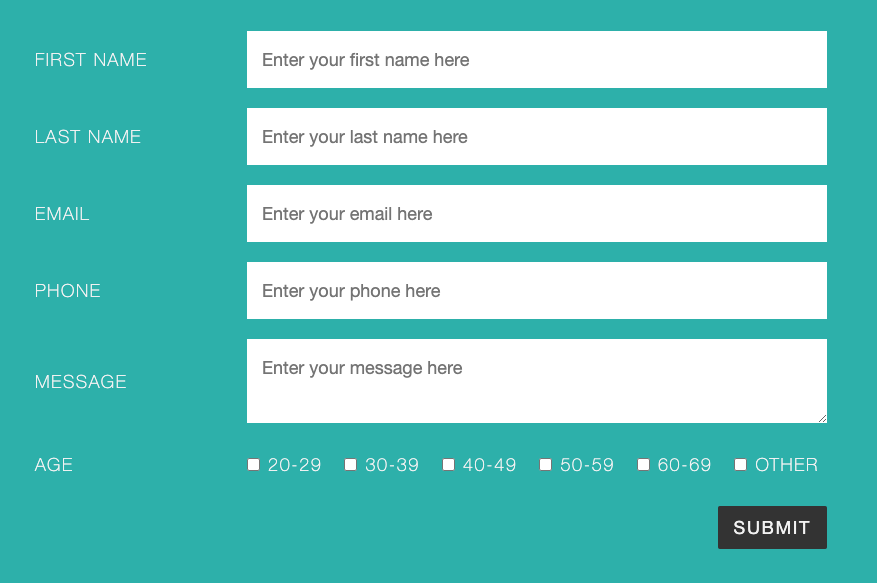 FIRST NAME Enter your first name here
LAST NAME Enter your last name here
EMAIL Enter your email here
PHONE Enter your phone here
MESSAGE Enter your message here
AGE 20-29 30-39 40-49 50-59 60-69 OTHER
SUBMIT